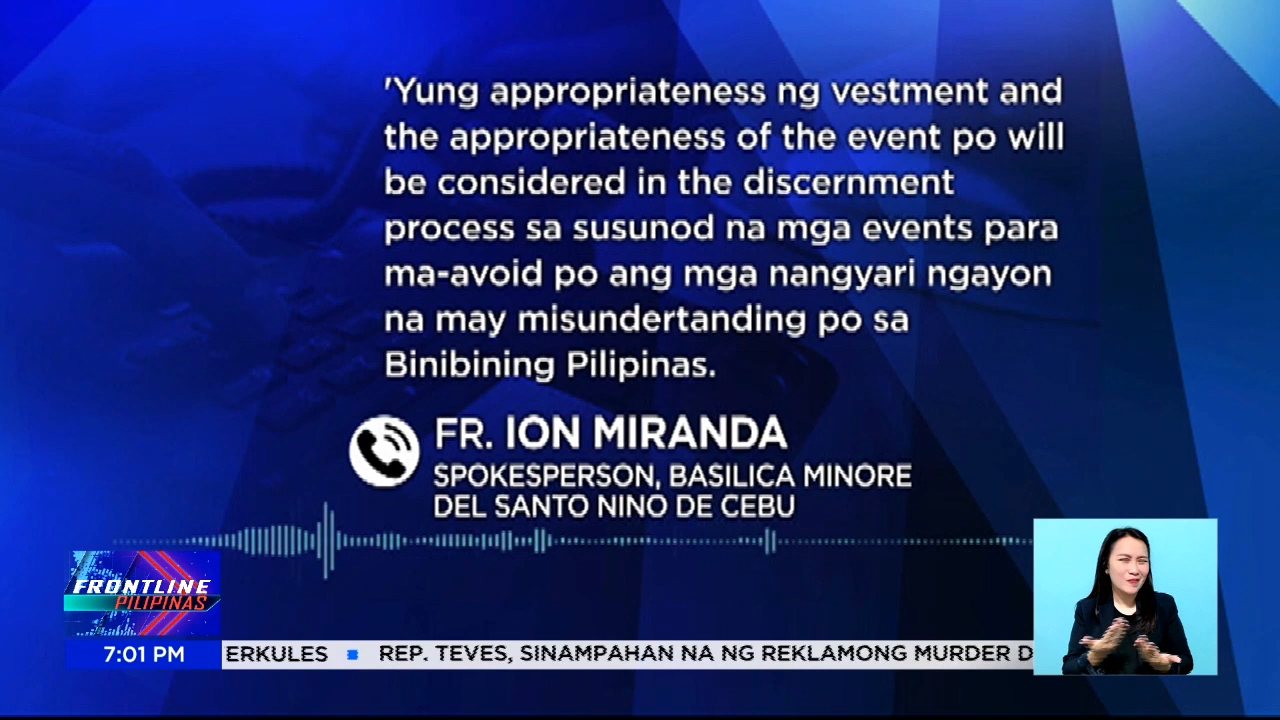 'Yung appropriateness ng vestment and
the appropriateness of the event po will
be considered in the discernment
process sa susunod na mga events para
ma-avoid po ang mga nangyari ngayon
na may misundertanding po sa
Binibining Pilipinas.
FR. ION MIRANDA
SPOKESPERSON, BASILICA MINORE
DEL SANTO NINO DE CEBU
FRONTLINE
PILIPINAS
7:01 PM ERKULES REP. TEVES, SINAMPAHAN NA NG REKLAMONG MURDER D